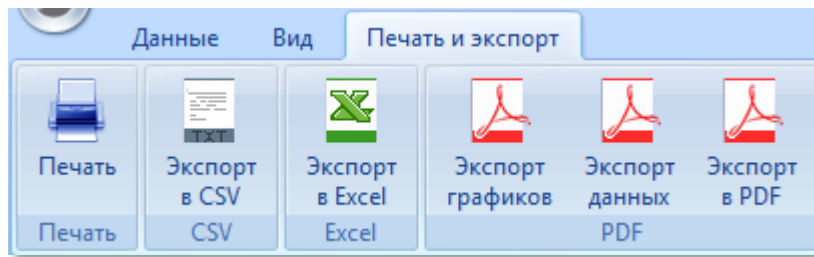 Данные Вид Печать и экспорт
TXT
Печать Экспорт в CSV Экспорт в Excel Экспорт графиков Экспорт данных Экспорт в PDF
Печать CSV Excel PDF